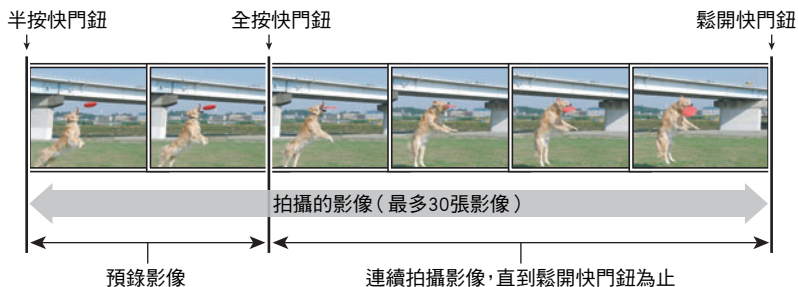 半按快門鈕 全按快門鈕 鬆開快門鈕
拍攝的影像（最多30張影像）
預錄影像 連續拍攝影像，直到鬆開快門鈕為止